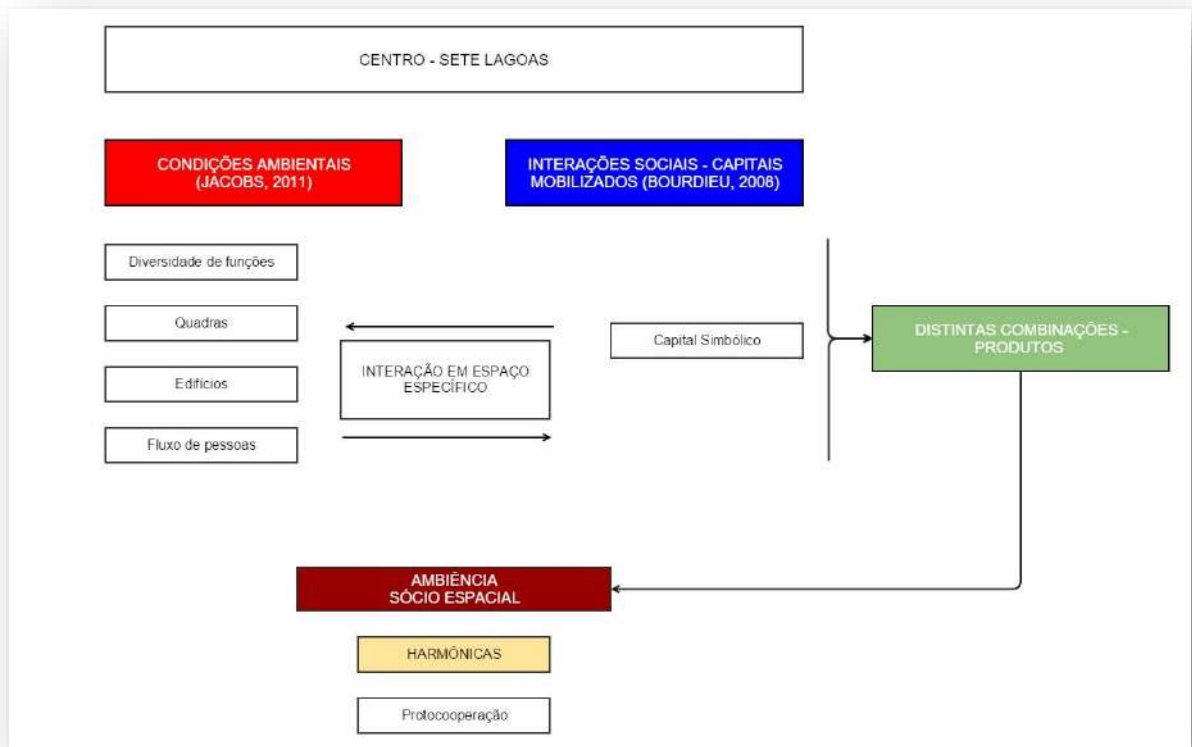 CENTRO - SETE LAGOAS
CONDIÇÕES AMBIENTAIS
(JACOBS, 2011)
INTERAÇÕES SOCIAIS - CAPITAIS
MOBILIZADOS (BOURDIEU, 2008)
Diversidade de funções
Quadras
Edifícios
Fluxo de pessoas
INTERAÇÃO EM ESPAÇO
ESPECÍFICO
Capital Simbólico
DISTINTAS COMBINAÇÕES -
PRODUTOS
AMBIÊNCIA
SÓCIO ESPACIAL
HARMÔNICAS
Protocooperação